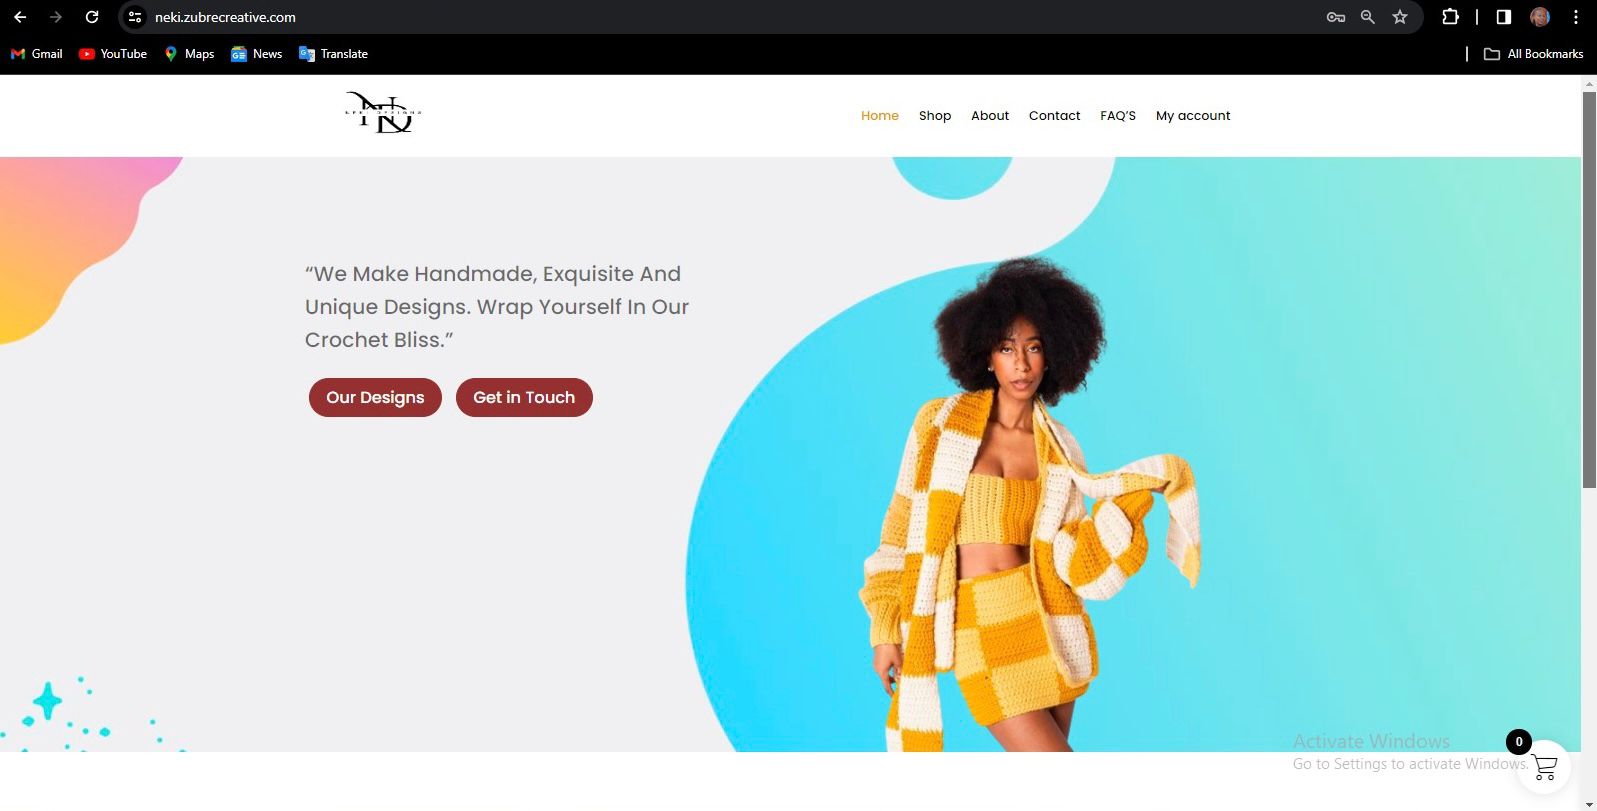 neki.zubrecreative.com
Gmail
YouTube
Maps
News
Translate
All Bookmarks
ND
Home
Shop
About
Contact
FAQ'S
My account
“We Make Handmade, Exquisite And
Unique Designs. Wrap Yourself In Our
Crochet Bliss.”
Our Designs
Get in Touch
Activate Windows
Go to Settings to activate Windows.
0